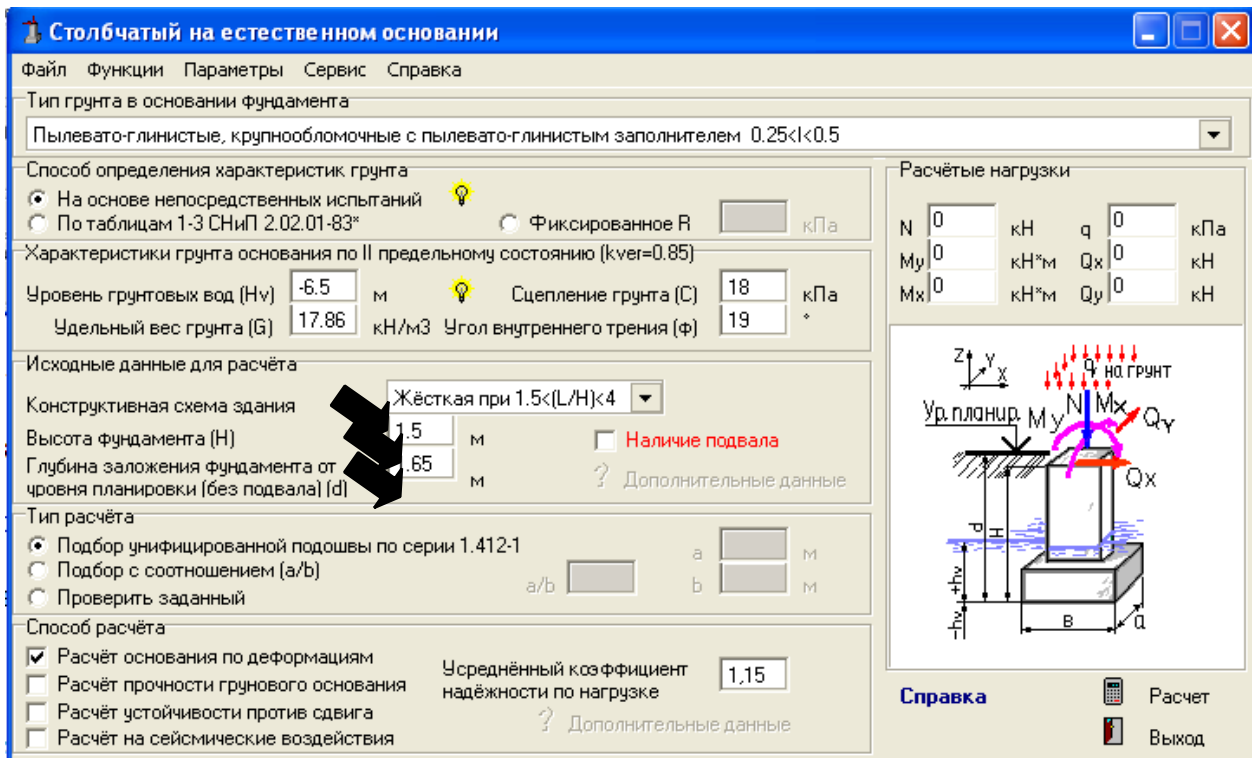 Столбчатый на естественном основании
Файл Функции Параметры Сервис Справка
Тип грунта в основании фундамента
Пылевато-глинистые, крупнообломочные с пылевато-глинистым заполнителем 0.25<I<0.5
Способ определения характеристик грунта
На основе непосредственных испытаний
По таблицам 1-3 СНиП 2.02.01-83*
Фиксированное R кПа
Характеристики грунта основания по II предельному состоянию (kver=0.85)
Уровень грунтовых вод (Hv) -6.5 м
Сцепление грунта (C) 18 кПа
Удельный вес грунта (G) 17.86 кН/м3
Угол внутреннего трения (φ) 19 °
Исходные данные для расчёта
Конструктивная схема здания Жёсткая при 1.5<(L/H)<4
Высота фундамента (H) 1.5 м
Наличие подвала
Глубина заложения фундамента от
уровня планировки (без подвала) (d) .65 м
? Дополнительные данные
Тип расчёта
Подбор унифицированной подошвы по серии 1.412-1
Подбор с соотношением (a/b)
Проверить заданный
a/b
a м
b м
Способ расчёта
Расчёт основания по деформациям
Расчёт прочности грунового основания
Расчёт устойчивости против сдвига
Расчёт на сейсмические воздействия
Усреднённый коэффициент
надёжности по нагрузке 1,15
? Дополнительные данные
Расчётные нагрузки
N 0 кН q 0 кПа
My 0 кН*м Qx 0 кН
Mx 0 кН*м Qy 0 кН
Z Y X
q на грунт
Ур.планир. My N Mx Qy
Qx
d H
+hv
-hv
B a
Справка
Расчет
Выход